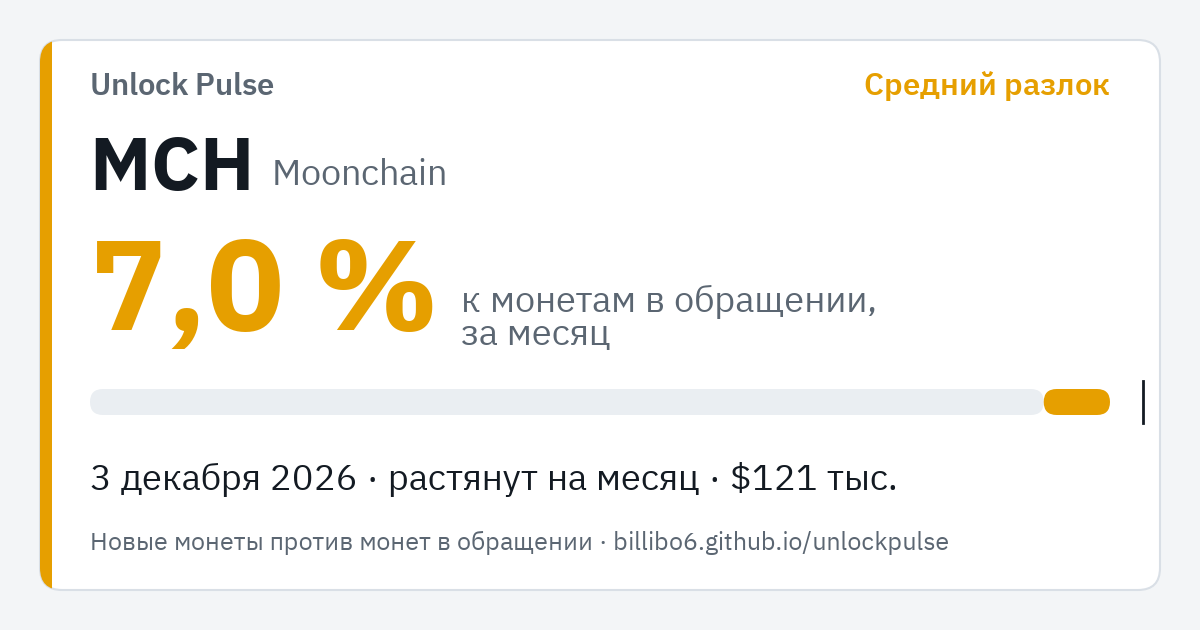 Unlock Pulse
Средний разлок
MCH Moonchain
7,0 % к монетам в обращении,
за месяц
3 декабря 2026 · растянут на месяц · $121 тыс.
Новые монеты против монет в обращении · billibo6.github.io/unlockpulse